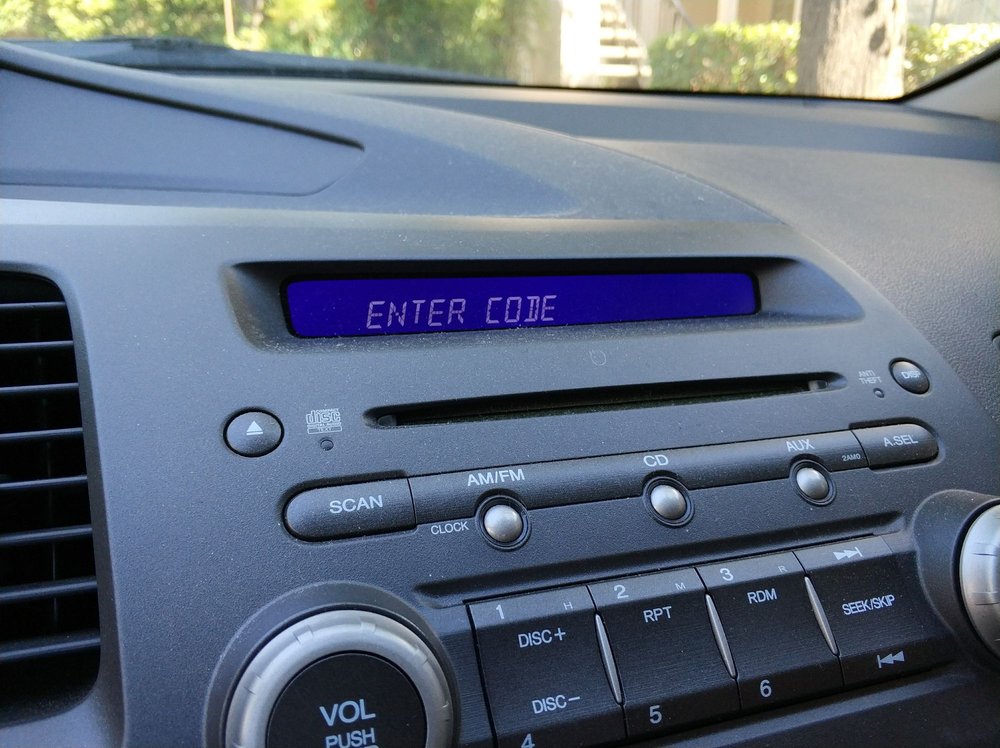 ENTER CODE
ANTI
THEFT
DISP
disc
AM/FM
CD
AUX
2AMO
A.SEL
SCAN
CLOCK
1
H
2
M
3
R
DISC+
RPT
RDM
SEEK/SKIP
DISC-
4
5
6
VOL
PUSH